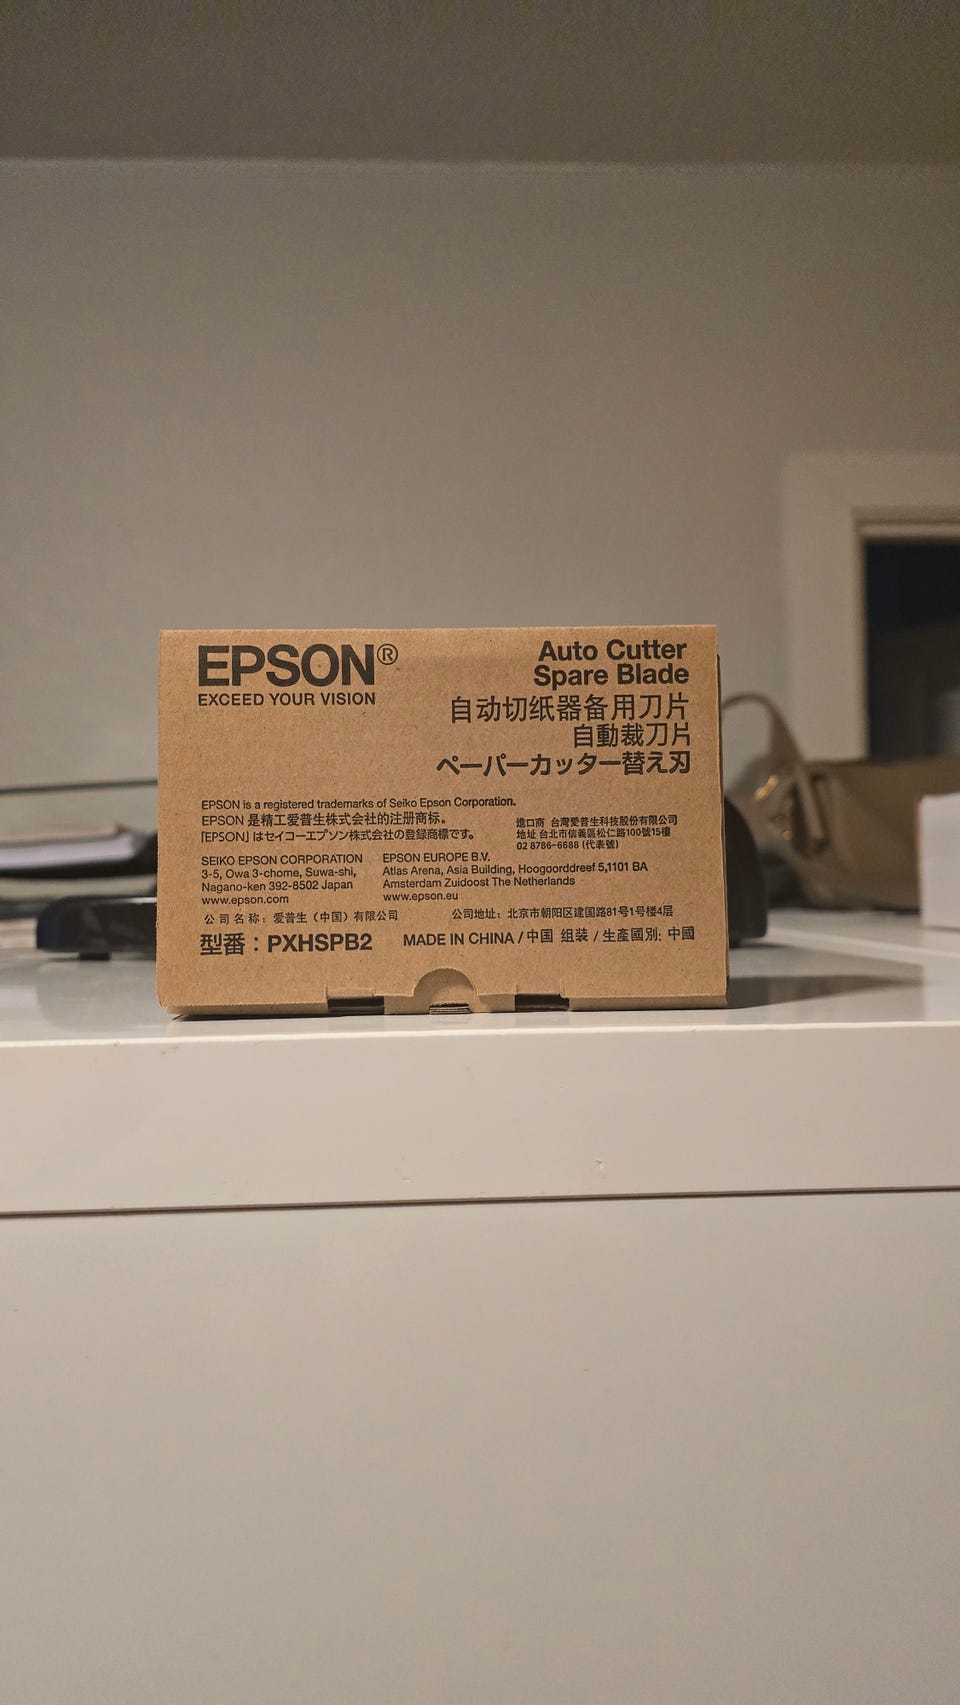 EPSON®
EXCEED YOUR VISION
Auto Cutter
Spare Blade
自动切纸器备用刀片
自動裁刀片
ペーパーカッター替え刃
EPSON is a registered trademarks of Seiko Epson Corporation.
EPSON 是精工爱普生株式会社的注册商标。
「EPSON」はセイコーエプソン株式会社の登録商標です。
進口商 台灣愛普生科技股份有限公司
地址 台北市信義區松仁路100號15樓
02 8786-6688 (代表號)
SEIKO EPSON CORPORATION
3-5, Owa 3-chome, Suwa-shi,
Nagano-ken 392-8502 Japan
www.epson.com
EPSON EUROPE B.V.
Atlas Arena, Asia Building, Hoogoorddreef 5,1101 BA
Amsterdam Zuidoost The Netherlands
www.epson.eu
公司名称：爱普生（中国）有限公司
公司地址：北京市朝阳区建国路81号1号楼4层
型番：PXHSPB2
MADE IN CHINA / 中国 组装 / 生產國別: 中國